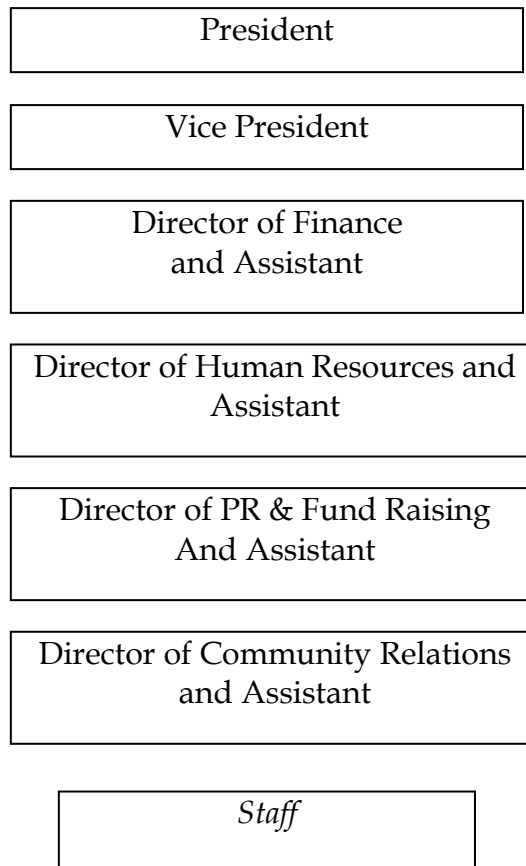 President
Vice President
Director of Finance
and Assistant
Director of Human Resources and
Assistant
Director of PR & Fund Raising
And Assistant
Director of Community Relations
and Assistant
Staff